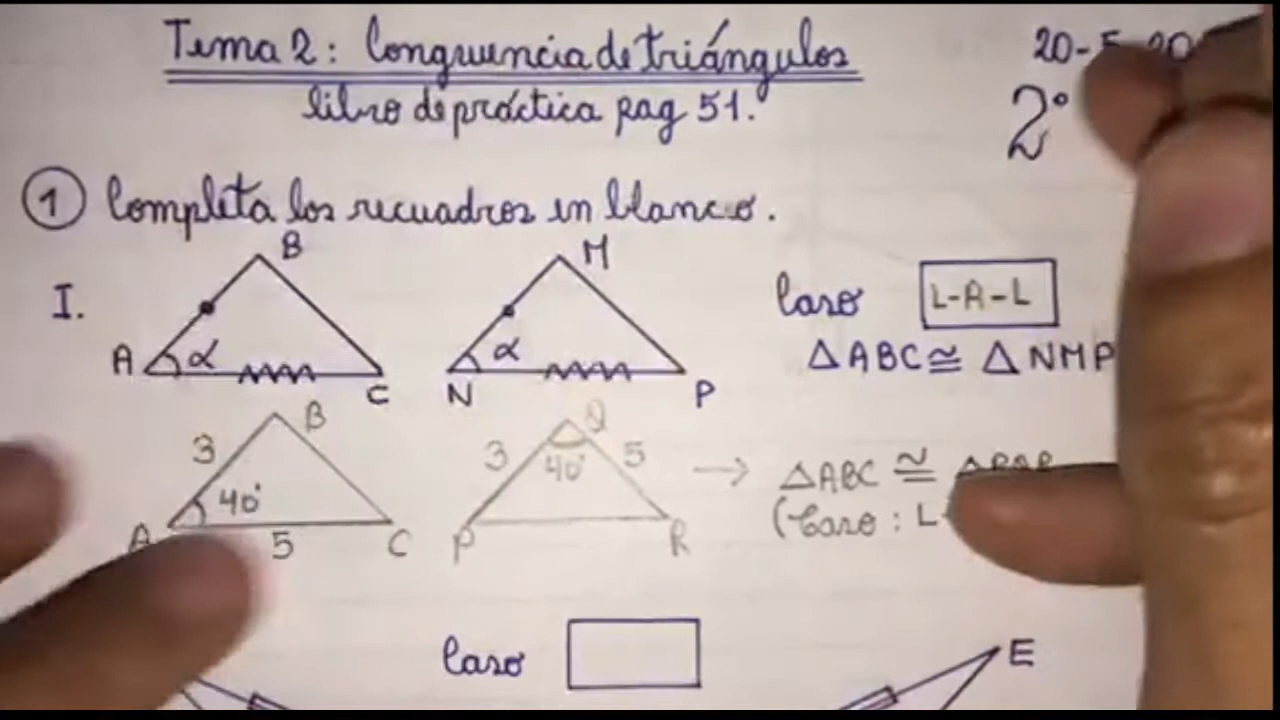 Tema 2: Congruencia de triángulos
20-5-20
libro de práctica pag 51.
2°
1 Completa los recuadros en blanco.
I.
B
M
Caso L-A-L
A α C
N α P
△ABC ≅ △NMP
3 B
3 Q 5
40°
→ △ABC ≅
A 40° 5 C
P R
(Caso: L
Caso
E